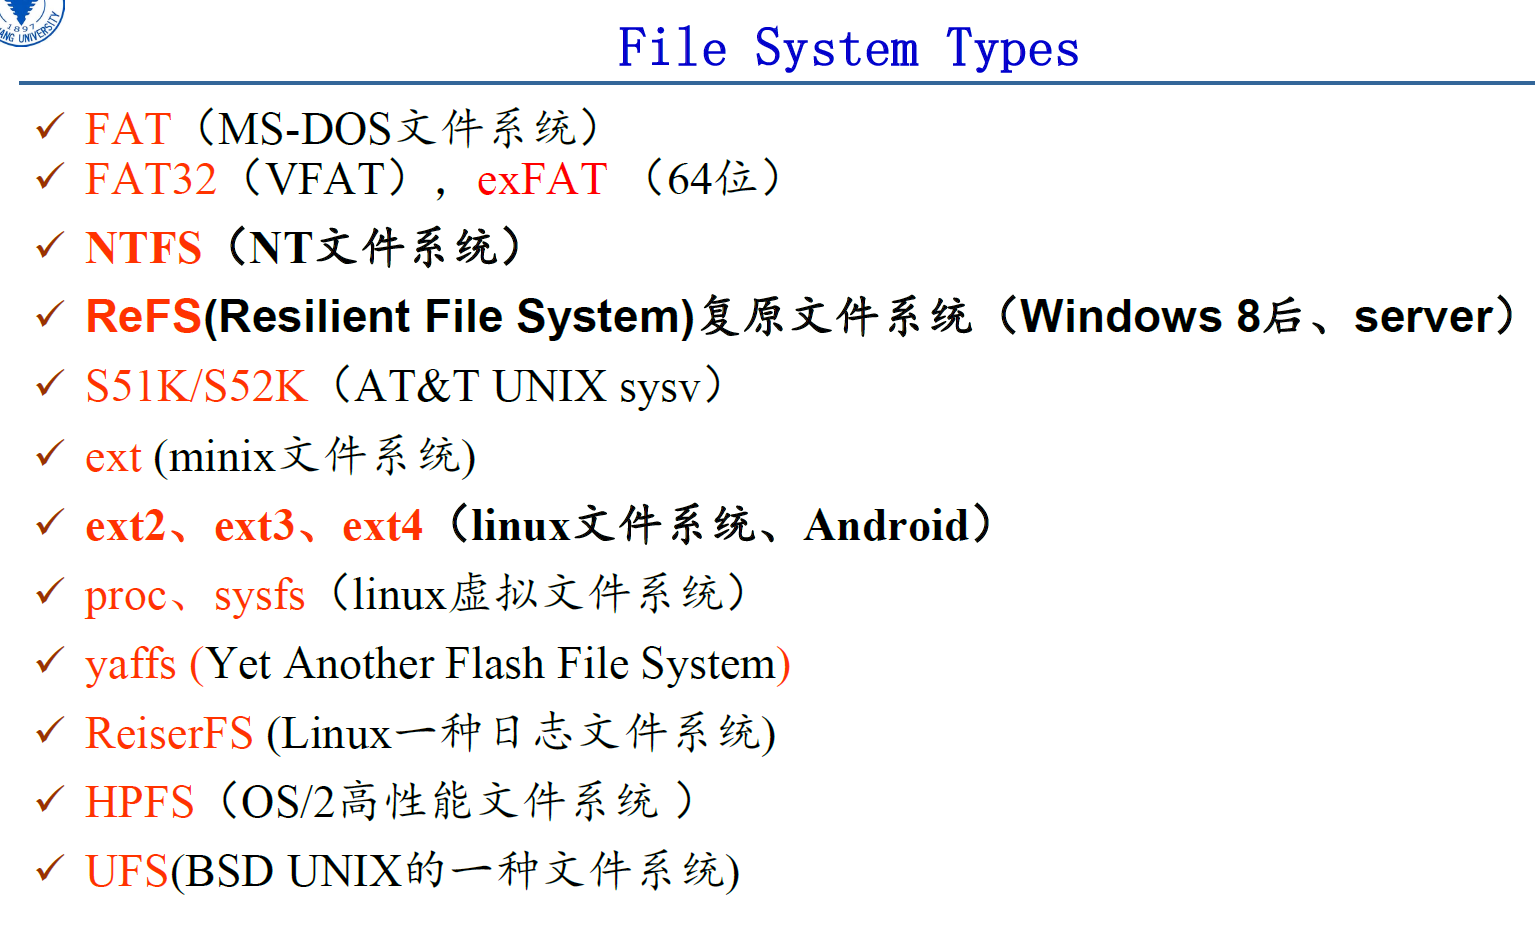 1897
ANG UNIVERSITY
File System Types
✓ FAT（MS-DOS文件系统）
✓ FAT32（VFAT），exFAT （64位）
✓ NTFS（NT文件系统）
✓ ReFS(Resilient File System)复原文件系统（Windows 8后、server）
✓ S51K/S52K（AT&T UNIX sysv）
✓ ext (minix文件系统)
✓ ext2、ext3、ext4（linux文件系统、Android）
✓ proc、sysfs（linux虚拟文件系统）
✓ yaffs (Yet Another Flash File System)
✓ ReiserFS (Linux一种日志文件系统)
✓ HPFS（OS/2高性能文件系统 ）
✓ UFS(BSD UNIX的一种文件系统)